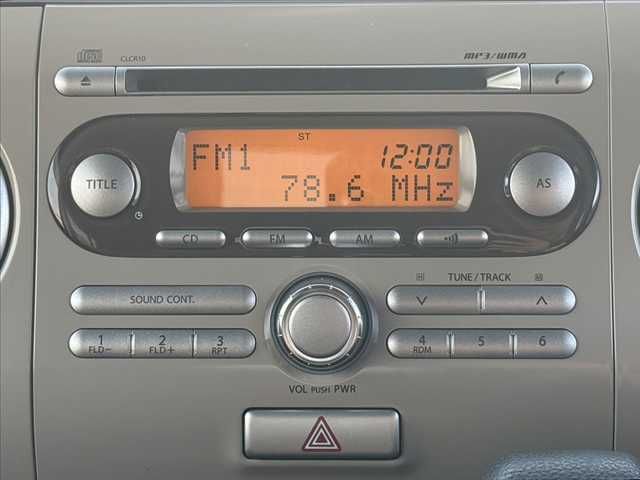 CLCR10 MP3/WMA
ST
FM1 12:00
78.6 MHz
TITLE
AS
CD FM AM
SOUND CONT.
TUNE/TRACK
1 2 3
FLD− FLD+ RPT
4 5 6
RDM
VOL PUSH PWR